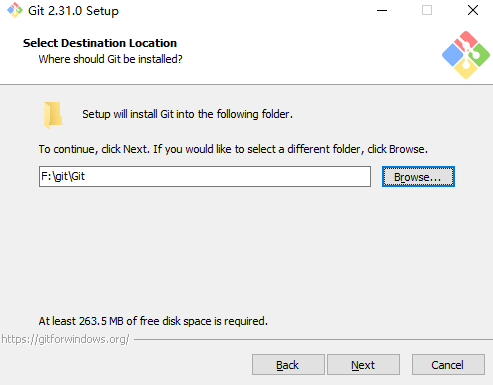 Git 2.31.0 Setup
Select Destination Location
Where should Git be installed?
Setup will install Git into the following folder.
To continue, click Next. If you would like to select a different folder, click Browse.
F:\git\Git
Browse...
At least 263.5 MB of free disk space is required.
https://gitforwindows.org/
Back Next Cancel